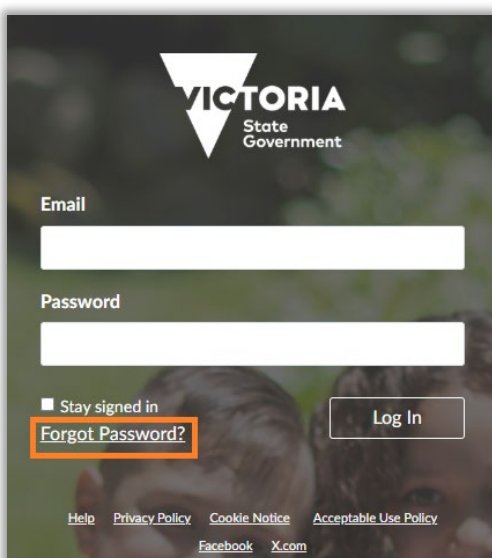 VICTORIA
State
Government
Email
Password
Stay signed in
Forgot Password?
Log In
Help Privacy Policy Cookie Notice Acceptable Use Policy
Facebook X.com